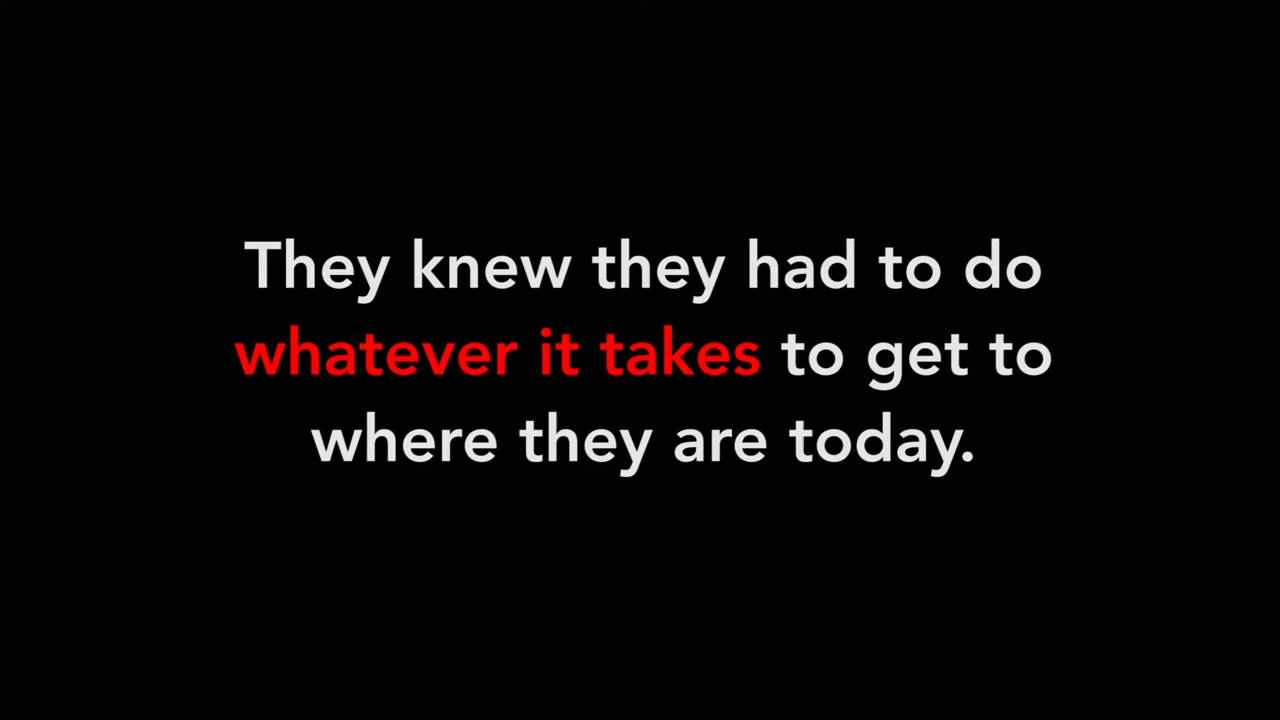 They knew they had to do
whatever it takes to get to
where they are today.